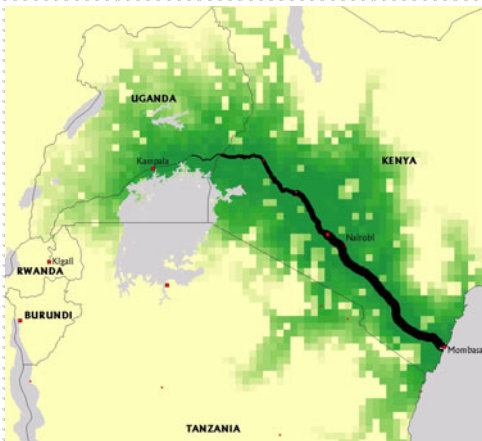 UGANDA
Kampala
KENYA
Nairobi
Kigali
RWANDA
BURUNDI
Mombasa
TANZANIA